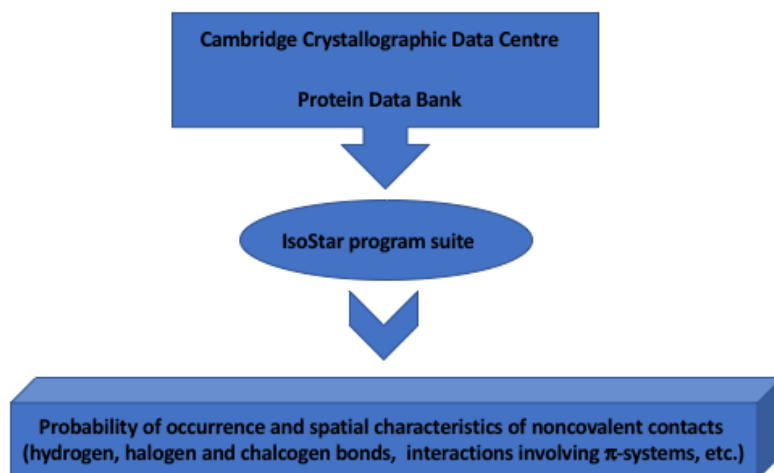 Cambridge Crystallographic Data Centre
Protein Data Bank
IsoStar program suite
Probability of occurrence and spatial characteristics of noncovalent contacts
(hydrogen, halogen and chalcogen bonds, interactions involving π-systems, etc.)